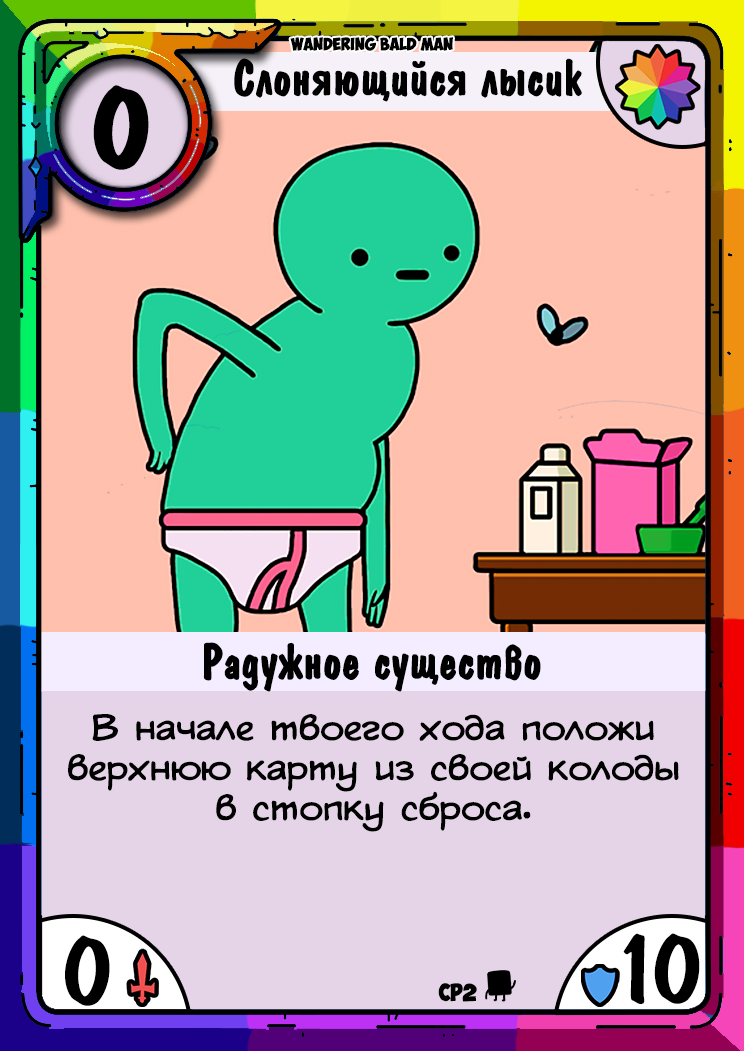 WANDERING BALD MAN
Слоняющийся лысик
0
Радужное существо
В начале твоего хода положи
верхнюю карту из своей колоды
в стопку сброса.
0
CP2
10